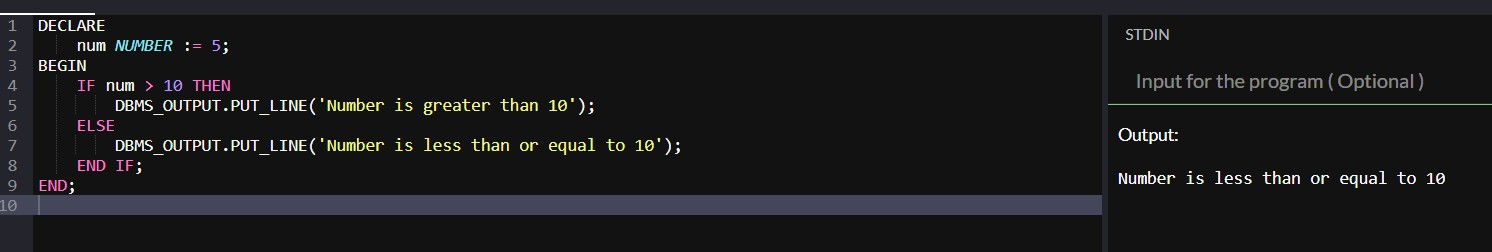 1 DECLARE
2     num NUMBER := 5;
3 BEGIN
4     IF num > 10 THEN
5         DBMS_OUTPUT.PUT_LINE('Number is greater than 10');
6     ELSE
7         DBMS_OUTPUT.PUT_LINE('Number is less than or equal to 10');
8     END IF;
9 END;
10
STDIN
Input for the program ( Optional )
Output:
Number is less than or equal to 10